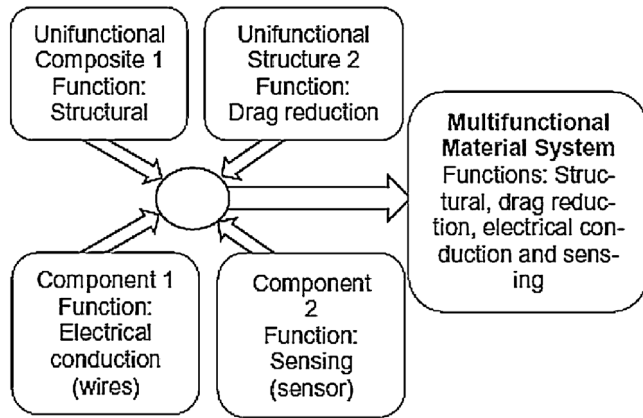 Unifunctional
Composite 1
Function:
Structural
Unifunctional
Structure 2
Function:
Drag reduction
Multifunctional
Material System
Functions: Struc-
tural, drag reduc-
tion, electrical con-
duction and sens-
ing
Component 1
Function:
Electrical
conduction
(wires)
Component
2
Function:
Sensing
(sensor)